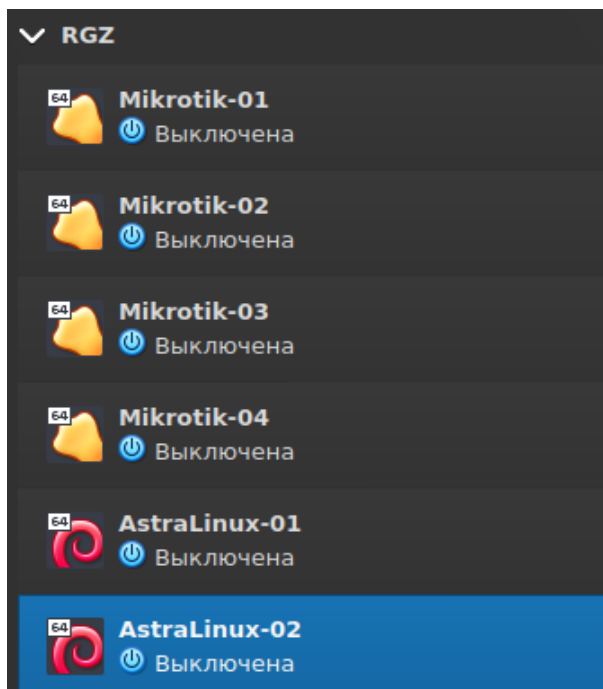 RGZ
64
Mikrotik-01
Выключена
64
Mikrotik-02
Выключена
64
Mikrotik-03
Выключена
64
Mikrotik-04
Выключена
64
AstraLinux-01
Выключена
64
AstraLinux-02
Выключена